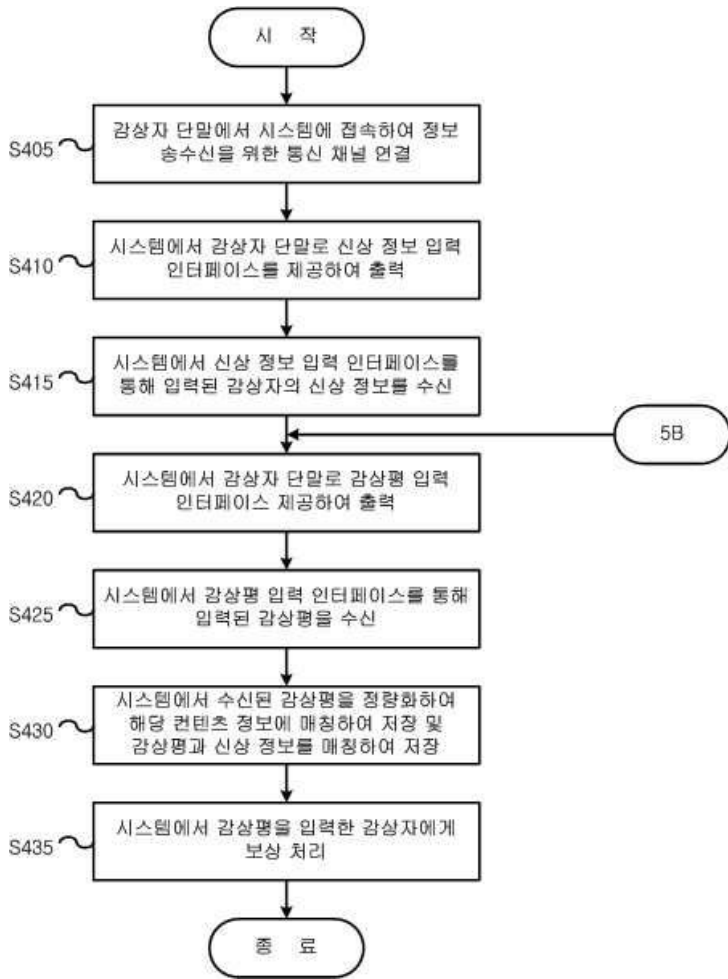 시 작
S405
감상자 단말에서 시스템에 접속하여 정보
송수신을 위한 통신 채널 연결
S410
시스템에서 감상자 단말로 신상 정보 입력
인터페이스를 제공하여 출력
S415
시스템에서 신상 정보 입력 인터페이스를
통해 입력된 감상자의 신상 정보를 수신
5B
S420
시스템에서 감상자 단말로 감상평 입력
인터페이스 제공하여 출력
S425
시스템에서 감상평 입력 인터페이스를 통해
입력된 감상평을 수신
S430
시스템에서 수신된 감상평을 정량화하여
해당 컨텐츠 정보에 매칭하여 저장 및
감상평과 신상 정보를 매칭하여 저장
S435
시스템에서 감상평을 입력한 감상자에게
보상 처리
종 료